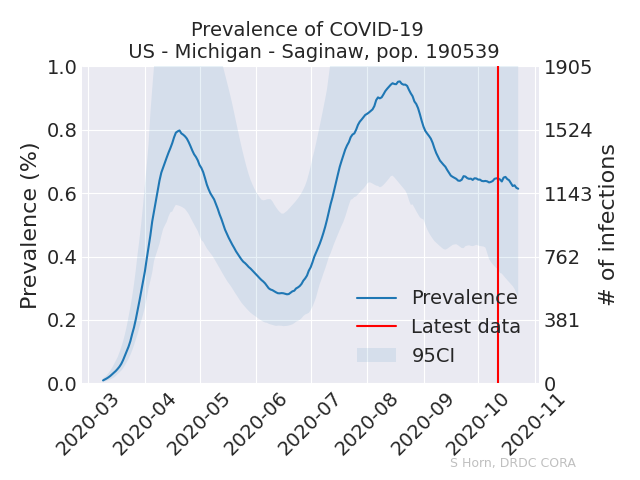 Prevalence of COVID-19
US - Michigan - Saginaw, pop. 190539
1.0
0.8
0.6
0.4
0.2
0.0
Prevalence (%)
1905
1524
1143
762
381
0
# of infections
Prevalence
Latest data
95CI
2020-03
2020-04
2020-05
2020-06
2020-07
2020-08
2020-09
2020-10
2020-11
S Horn, DRDC CORA